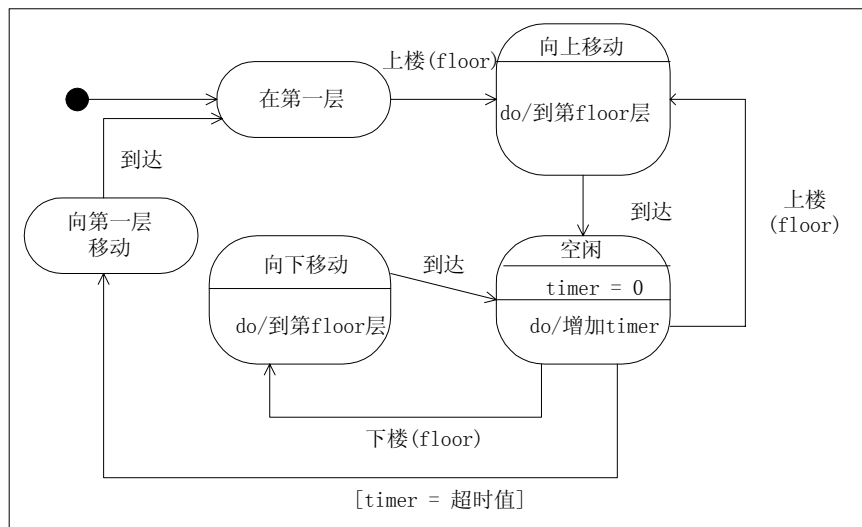 向上移动
上楼(floor)
在第一层
do/到第floor层
到达
上楼
(floor)
向第一层
移动
到达
空闲
向下移动
到达
timer = 0
do/到第floor层
do/增加timer
下楼(floor)
[timer = 超时值]